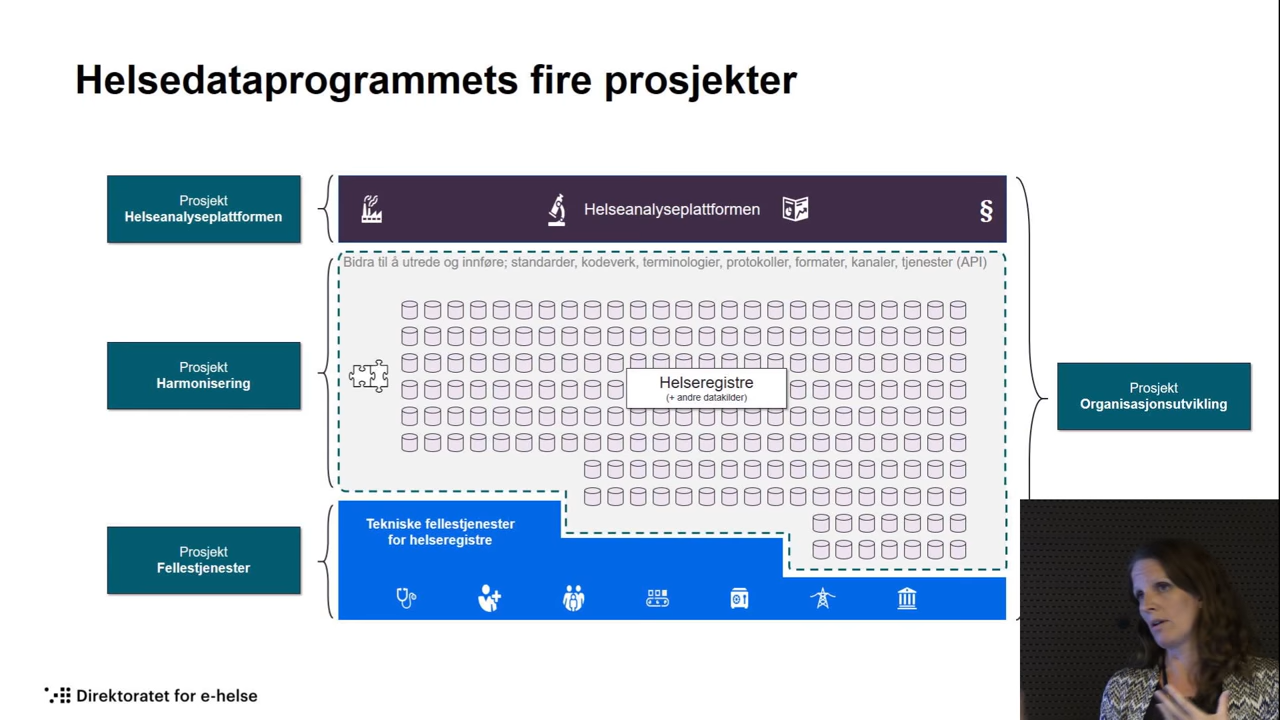 Helsedataprogrammets fire prosjekter
Prosjekt
Helseanalyseplattformen
Helseanalyseplattformen
§
Bidra til å utrede og innføre; standarder, kodeverk, terminologier, protokoller, formater, kanaler, tjenester (API)
Prosjekt
Harmonisering
Helseregistre
(+ andre datakilder)
Prosjekt
Organisasjonsutvikling
Prosjekt
Fellestjenester
Tekniske fellestjenester
for helseregistre
Direktoratet for e-helse